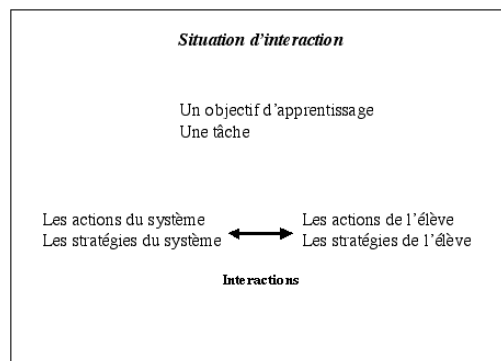 Situation d'interaction
Un objectif d'apprentissage
Une tâche
Les actions du système
Les stratégies du système
Les actions de l'élève
Les stratégies de l'élève
Interactions